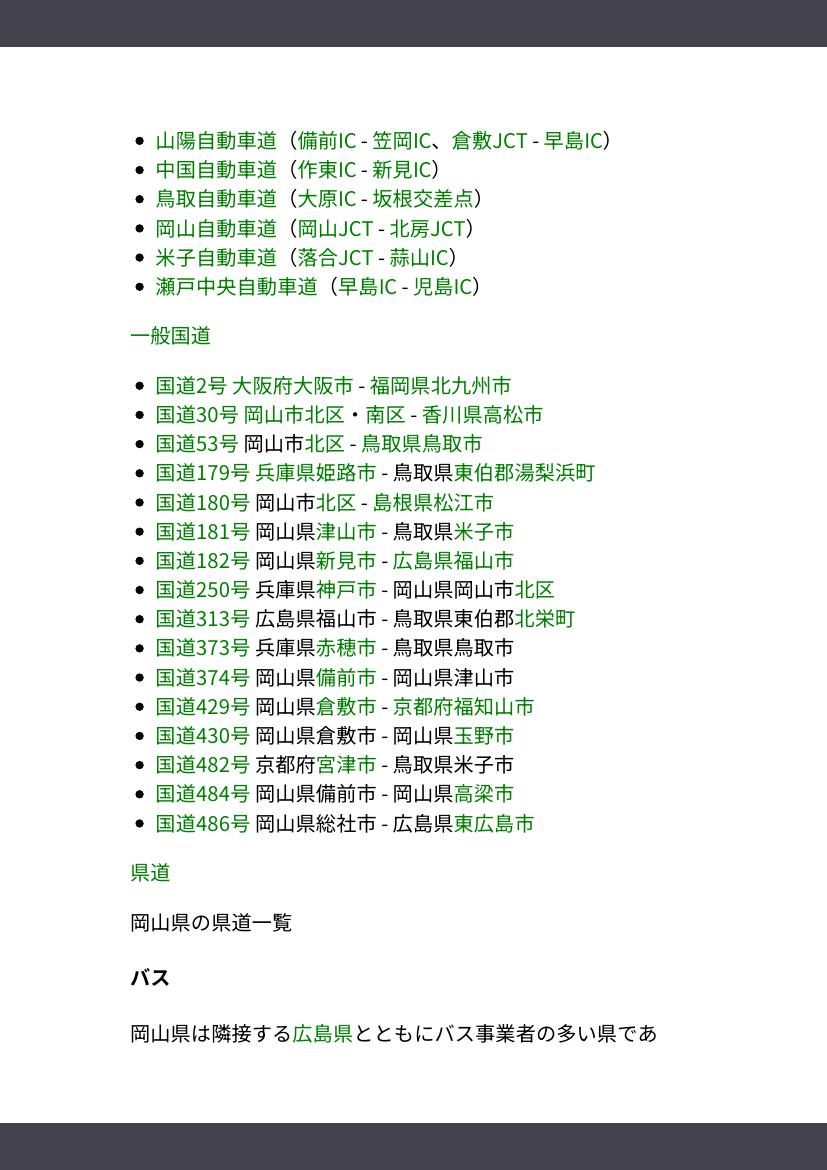 山陽自動車道（備前IC - 笠岡IC、倉敷JCT - 早島IC）
中国自動車道（作東IC - 新見IC）
鳥取自動車道（大原IC - 坂根交差点）
岡山自動車道（岡山JCT - 北房JCT）
米子自動車道（落合JCT - 蒜山IC）
瀬戸中央自動車道（早島IC - 児島IC）
一般国道
国道2号 大阪府大阪市 - 福岡県北九州市
国道30号 岡山市北区・南区 - 香川県高松市
国道53号 岡山市北区 - 鳥取県鳥取市
国道179号 兵庫県姫路市 - 鳥取県東伯郡湯梨浜町
国道180号 岡山市北区 - 島根県松江市
国道181号 岡山県津山市 - 鳥取県米子市
国道182号 岡山県新見市 - 広島県福山市
国道250号 兵庫県神戸市 - 岡山県岡山市北区
国道313号 広島県福山市 - 鳥取県東伯郡北栄町
国道373号 兵庫県赤穂市 - 鳥取県鳥取市
国道374号 岡山県備前市 - 岡山県津山市
国道429号 岡山県倉敷市 - 京都府福知山市
国道430号 岡山県倉敷市 - 岡山県玉野市
国道482号 京都府宮津市 - 鳥取県米子市
国道484号 岡山県備前市 - 岡山県高梁市
国道486号 岡山県総社市 - 広島県東広島市
県道
岡山県の県道一覧
バス
岡山県は隣接する広島県とともにバス事業者の多い県であ